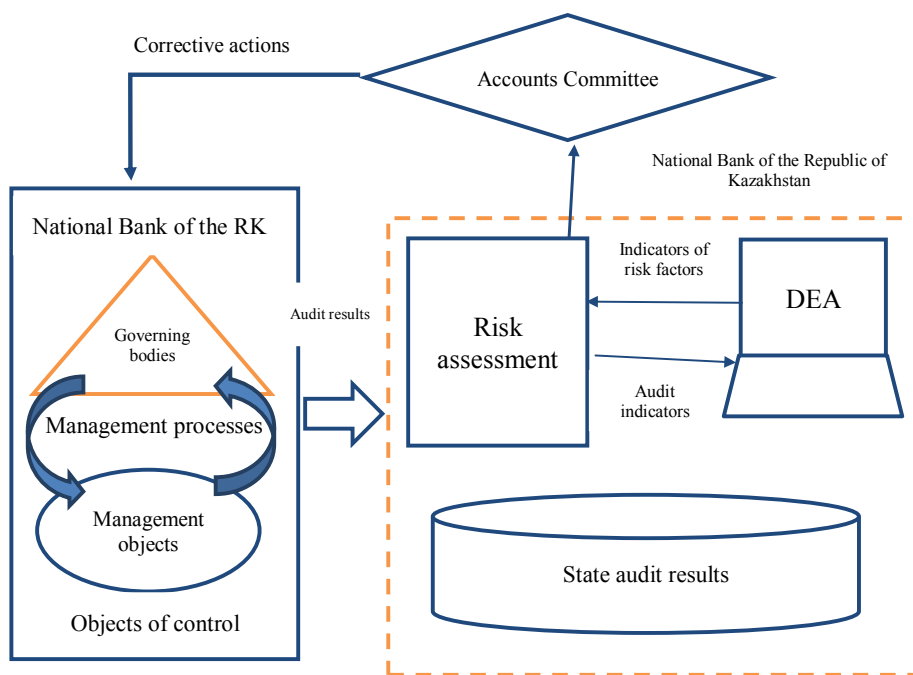 Corrective actions
Accounts Committee
National Bank of the Republic of
Kazakhstan
National Bank of the RK
Governing
bodies
Management processes
Management
objects
Objects of control
Audit results
Risk
assessment
Indicators of
risk factors
DEA
Audit
indicators
State audit results